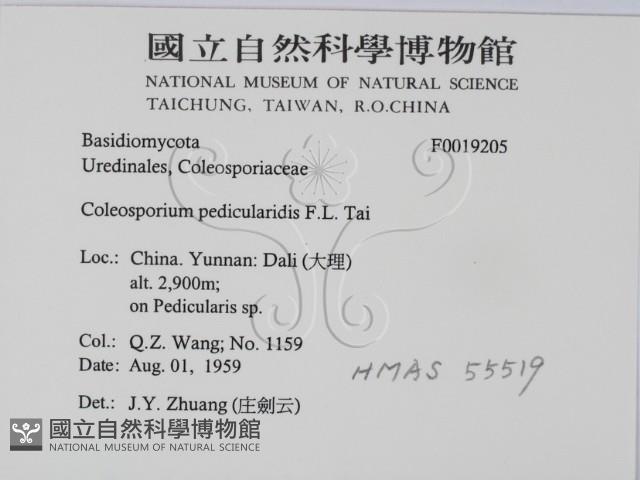 國立自然科學博物館
NATIONAL MUSEUM OF NATURAL SCIENCE
TAICHUNG, TAIWAN, R.O.CHINA
Basidiomycota F0019205
Uredinales, Coleosporiaceae
Coleosporium pedicularidis F.L. Tai
Loc.: China. Yunnan: Dali (大理)
alt. 2,900m;
on Pedicularis sp.
Col.: Q.Z. Wang; No. 1159
Date: Aug. 01, 1959
HMAS 55519
Det.: J.Y. Zhuang (庄劍云)
國立自然科學博物館
NATIONAL MUSEUM OF NATURAL SCIENCE